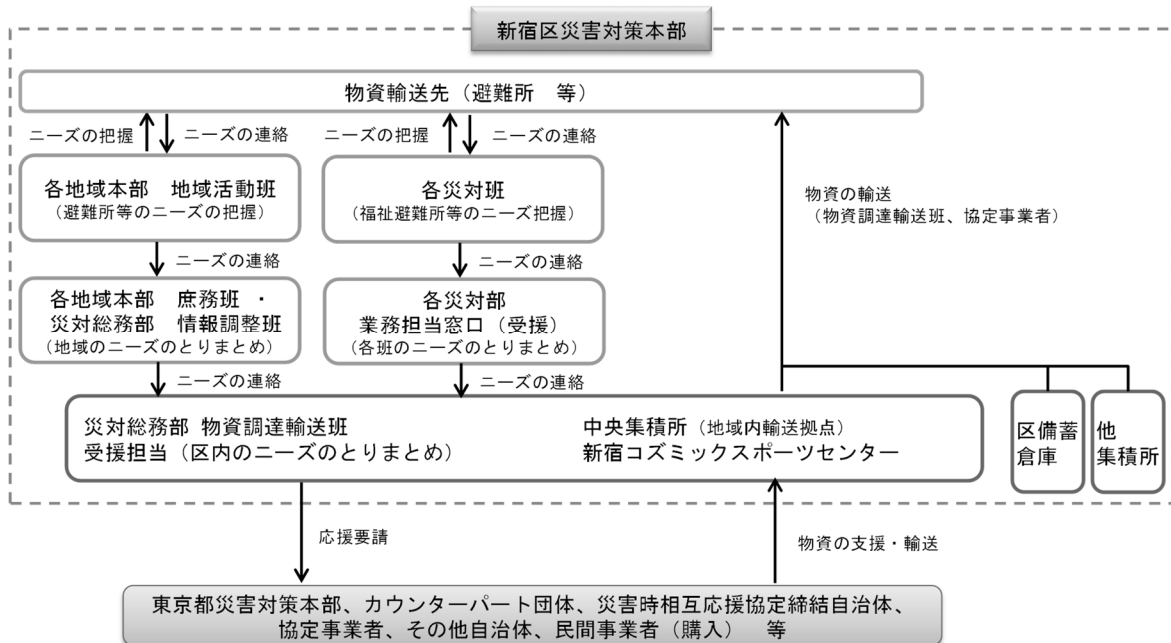 新宿区災害対策本部
物資輸送先（避難所　等）
ニーズの把握
ニーズの連絡
ニーズの把握
ニーズの連絡
各地域本部　地域活動班
（避難所等のニーズの把握）
各災対班
（福祉避難所等のニーズ把握）
物資の輸送
（物資調達輸送班、協定事業者）
ニーズの連絡
ニーズの連絡
各地域本部　庶務班・
災対総務部　情報調整班
（地域のニーズのとりまとめ）
各災対部
業務担当窓口（受援）
（各班のニーズのとりまとめ）
ニーズの連絡
ニーズの連絡
災対総務部 物資調達輸送班
受援担当（区内のニーズのとりまとめ）
中央集積所（地域内輸送拠点）
新宿コズミックスポーツセンター
区備蓄
倉庫
他
集積所
応援要請
物資の支援・輸送
東京都災害対策本部、カウンターパート団体、災害時相互応援協定締結自治体、
協定事業者、その他自治体、民間事業者（購入）　等